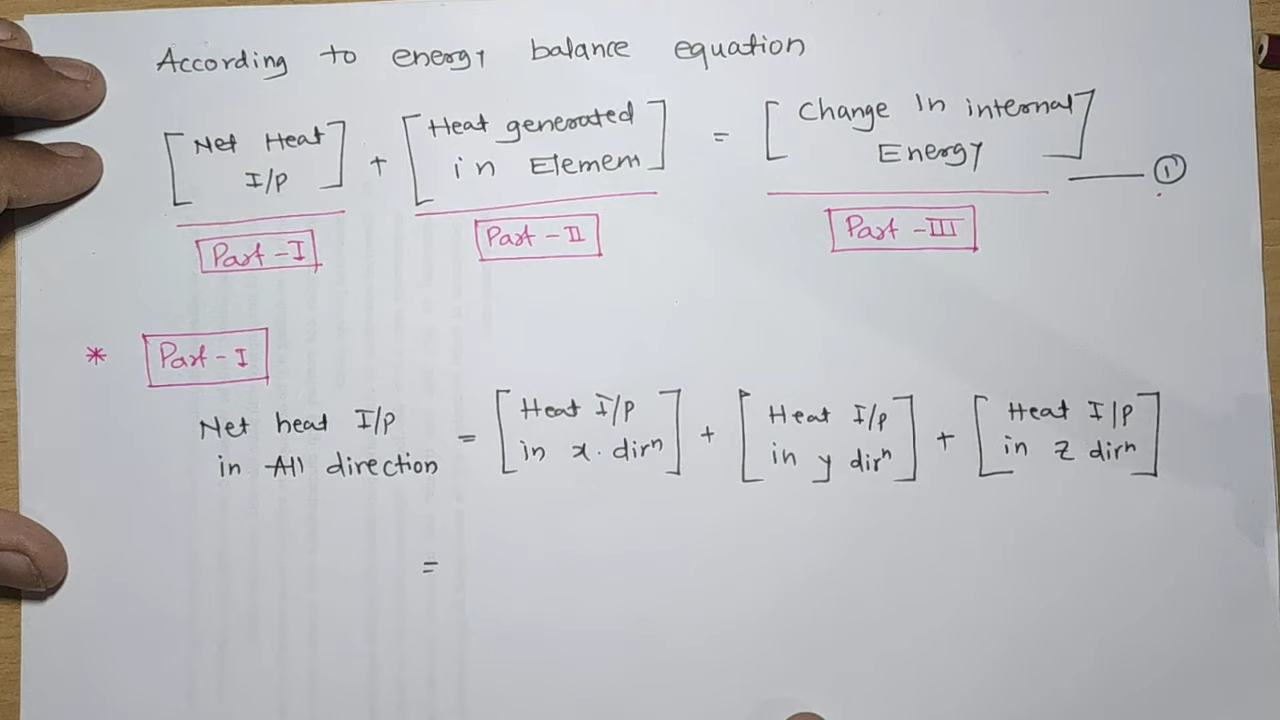 According to energy balance equation
[Net Heat I/P] + [Heat generated in Elemem] = [Change In internal Energy] —— ①
Part-I Part-II Part-III
* Part-I
Net heat I/P in All direction = [Heat I/P in x. dirⁿ] + [Heat I/p in y dirⁿ] + [Heat I/p in z dirⁿ]
=